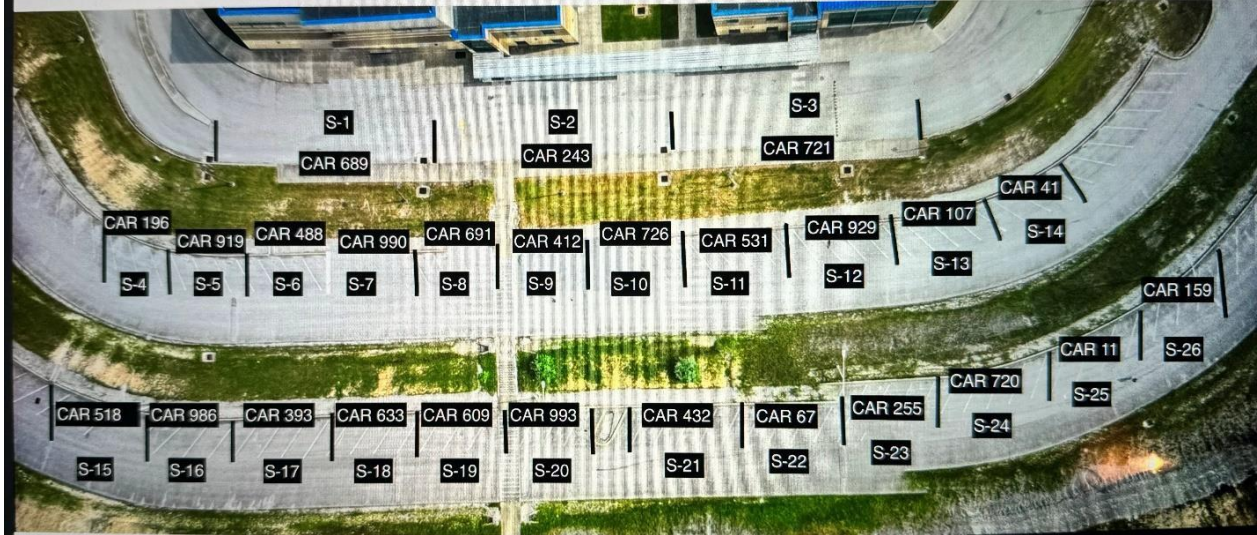 S-1 S-2 S-3
CAR 689 CAR 243 CAR 721
CAR 196 CAR 919 CAR 488 CAR 990 CAR 691 CAR 412 CAR 726 CAR 531 CAR 929 CAR 107 CAR 41
S-4 S-5 S-6 S-7 S-8 S-9 S-10 S-11 S-12 S-13 S-14
CAR 518 CAR 986 CAR 393 CAR 633 CAR 609 CAR 993 CAR 432 CAR 67 CAR 255 CAR 720 CAR 11 CAR 159
S-15 S-16 S-17 S-18 S-19 S-20 S-21 S-22 S-23 S-24 S-25 S-26